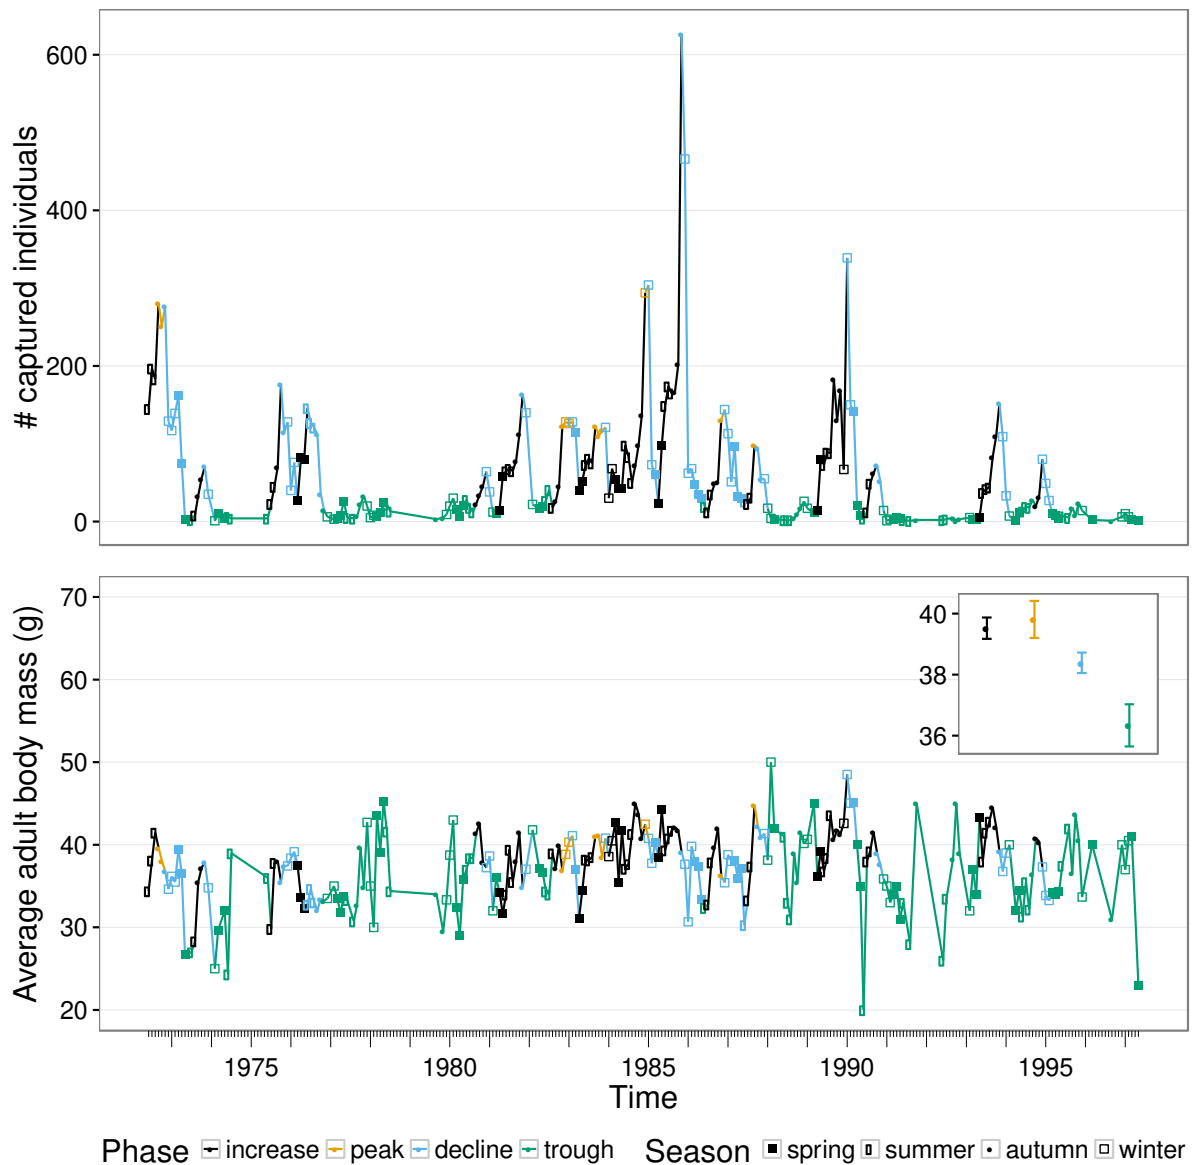 600
400
200
0
# captured individuals
70
60
50
40
30
20
Average adult body mass (g)
40
38
36
1975 1980 1985 1990 1995
Time
Phase increase peak decline trough Season spring summer autumn winter